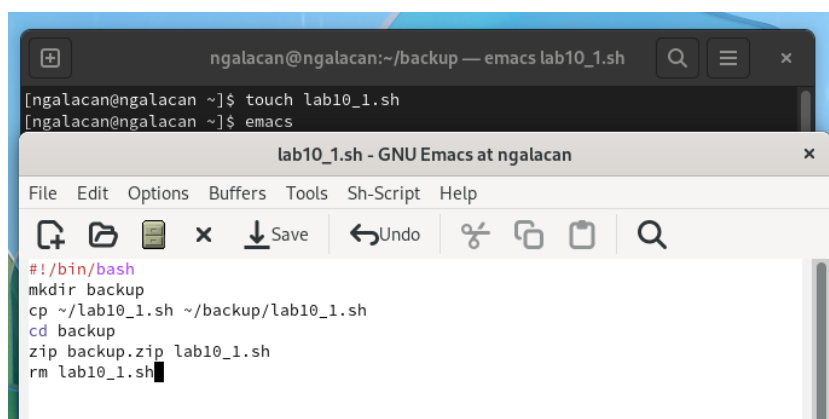 ngalacan@ngalacan:~/backup — emacs lab10_1.sh
[ngalacan@ngalacan ~]$ touch lab10_1.sh
[ngalacan@ngalacan ~]$ emacs
lab10_1.sh - GNU Emacs at ngalacan
File Edit Options Buffers Tools Sh-Script Help
Save Undo
#!/bin/bash
mkdir backup
cp ~/lab10_1.sh ~/backup/lab10_1.sh
cd backup
zip backup.zip lab10_1.sh
rm lab10_1.sh